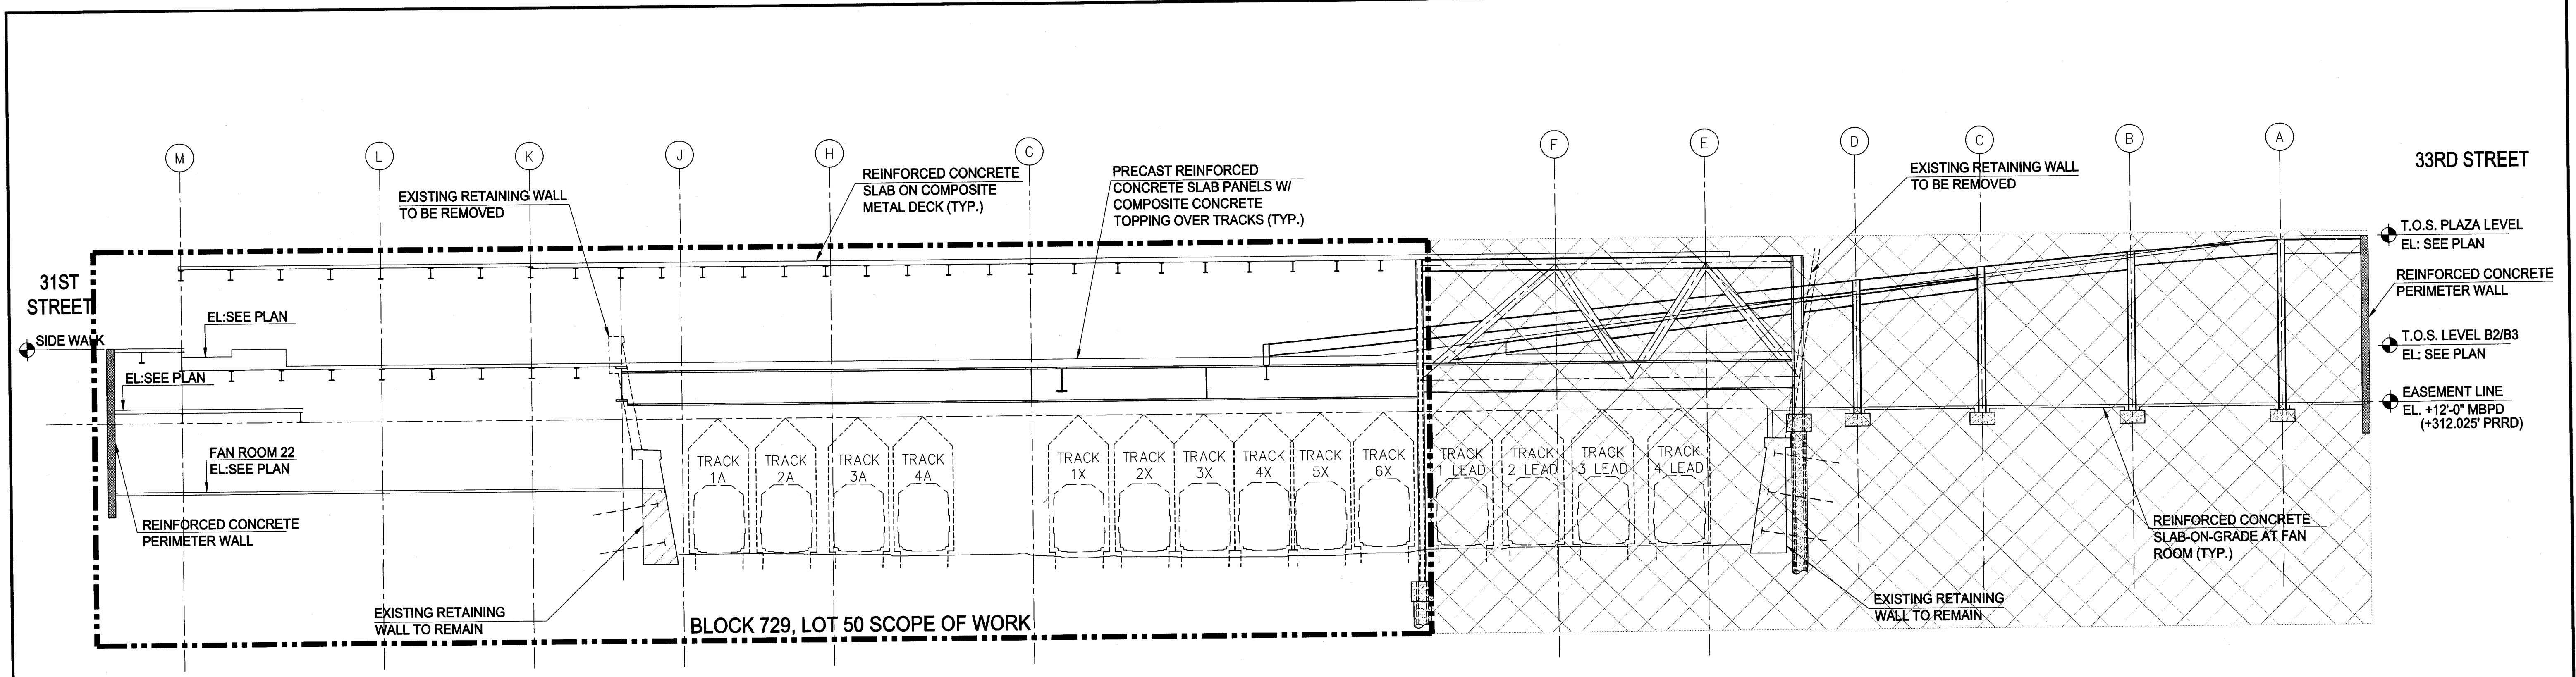 M
L
K
J
H
G
F
E
D
C
B
A
33RD STREET
31ST
STREET
EXISTING RETAINING WALL
TO BE REMOVED
REINFORCED CONCRETE
SLAB ON COMPOSITE
METAL DECK (TYP.)
PRECAST REINFORCED
CONCRETE SLAB PANELS W/
COMPOSITE CONCRETE
TOPPING OVER TRACKS (TYP.)
EXISTING RETAINING WALL
TO BE REMOVED
T.O.S. PLAZA LEVEL
EL: SEE PLAN
REINFORCED CONCRETE
PERIMETER WALL
T.O.S. LEVEL B2/B3
EL: SEE PLAN
EASEMENT LINE
EL. +12'-0" MBPD
(+312.025' PRRD)
SIDE WALK
EL:SEE PLAN
EL:SEE PLAN
FAN ROOM 22
EL:SEE PLAN
REINFORCED CONCRETE
PERIMETER WALL
TRACK
1A
TRACK
2A
TRACK
3A
TRACK
4A
TRACK
1X
TRACK
2X
TRACK
3X
TRACK
4X
TRACK
5X
TRACK
6X
TRACK
1 LEAD
TRACK
2 LEAD
TRACK
3 LEAD
TRACK
4 LEAD
REINFORCED CONCRETE
SLAB-ON-GRADE AT FAN
ROOM (TYP.)
EXISTING RETAINING
WALL TO REMAIN
BLOCK 729, LOT 50 SCOPE OF WORK
EXISTING RETAINING
WALL TO REMAIN